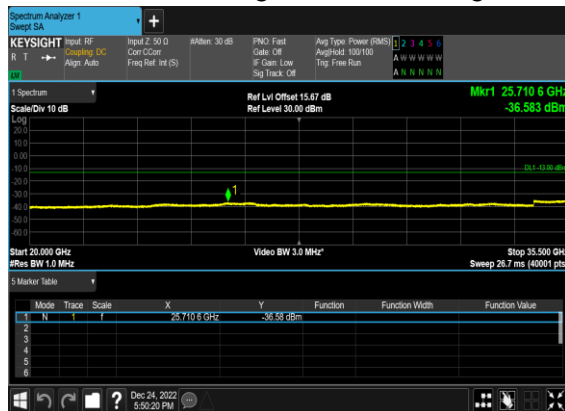 Spectrum Analyzer 1
Swept SA
+
KEYSIGHT Input: RF Input Z: 50 Ω #Atten: 30 dB PNO: Fast Avg Type: Power (RMS) 1 2 3 4 5 6
R T Coupling: DC Corr CCorr Gate: Off Avg|Hold: 100/100 A W W W W W
Align: Auto Freq Ref: Int (S) IF Gain: Low Trig: Free Run
Sig Track: Off A N N N N N
LW
1 Spectrum Ref Lvl Offset 15.67 dB Mkr1 25.710 6 GHz
Scale/Div 10 dB Ref Level 30.00 dBm -36.583 dBm
Log
20.0
10.0
0.00
-10.0 DL1 -13.00 dBm
-20.0
1
-30.0
-40.0
-50.0
-60.0
Start 20.000 GHz Video BW 3.0 MHz* Stop 35.500 GHz
#Res BW 1.0 MHz Sweep 26.7 ms (40001 pts
5 Marker Table
Mode Trace Scale X Y Function Function Width Function Value
1 N 1 f 25.710 6 GHz -36.58 dBm
2
3
4
5
6
? Dec 24, 2022
5:50:20 PM